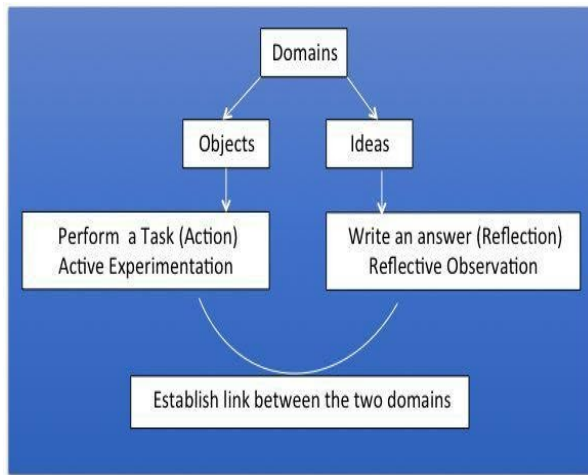 Domains
Objects
Ideas
Perform a Task (Action)
Active Experimentation
Write an answer (Reflection)
Reflective Observation
Establish link between the two domains